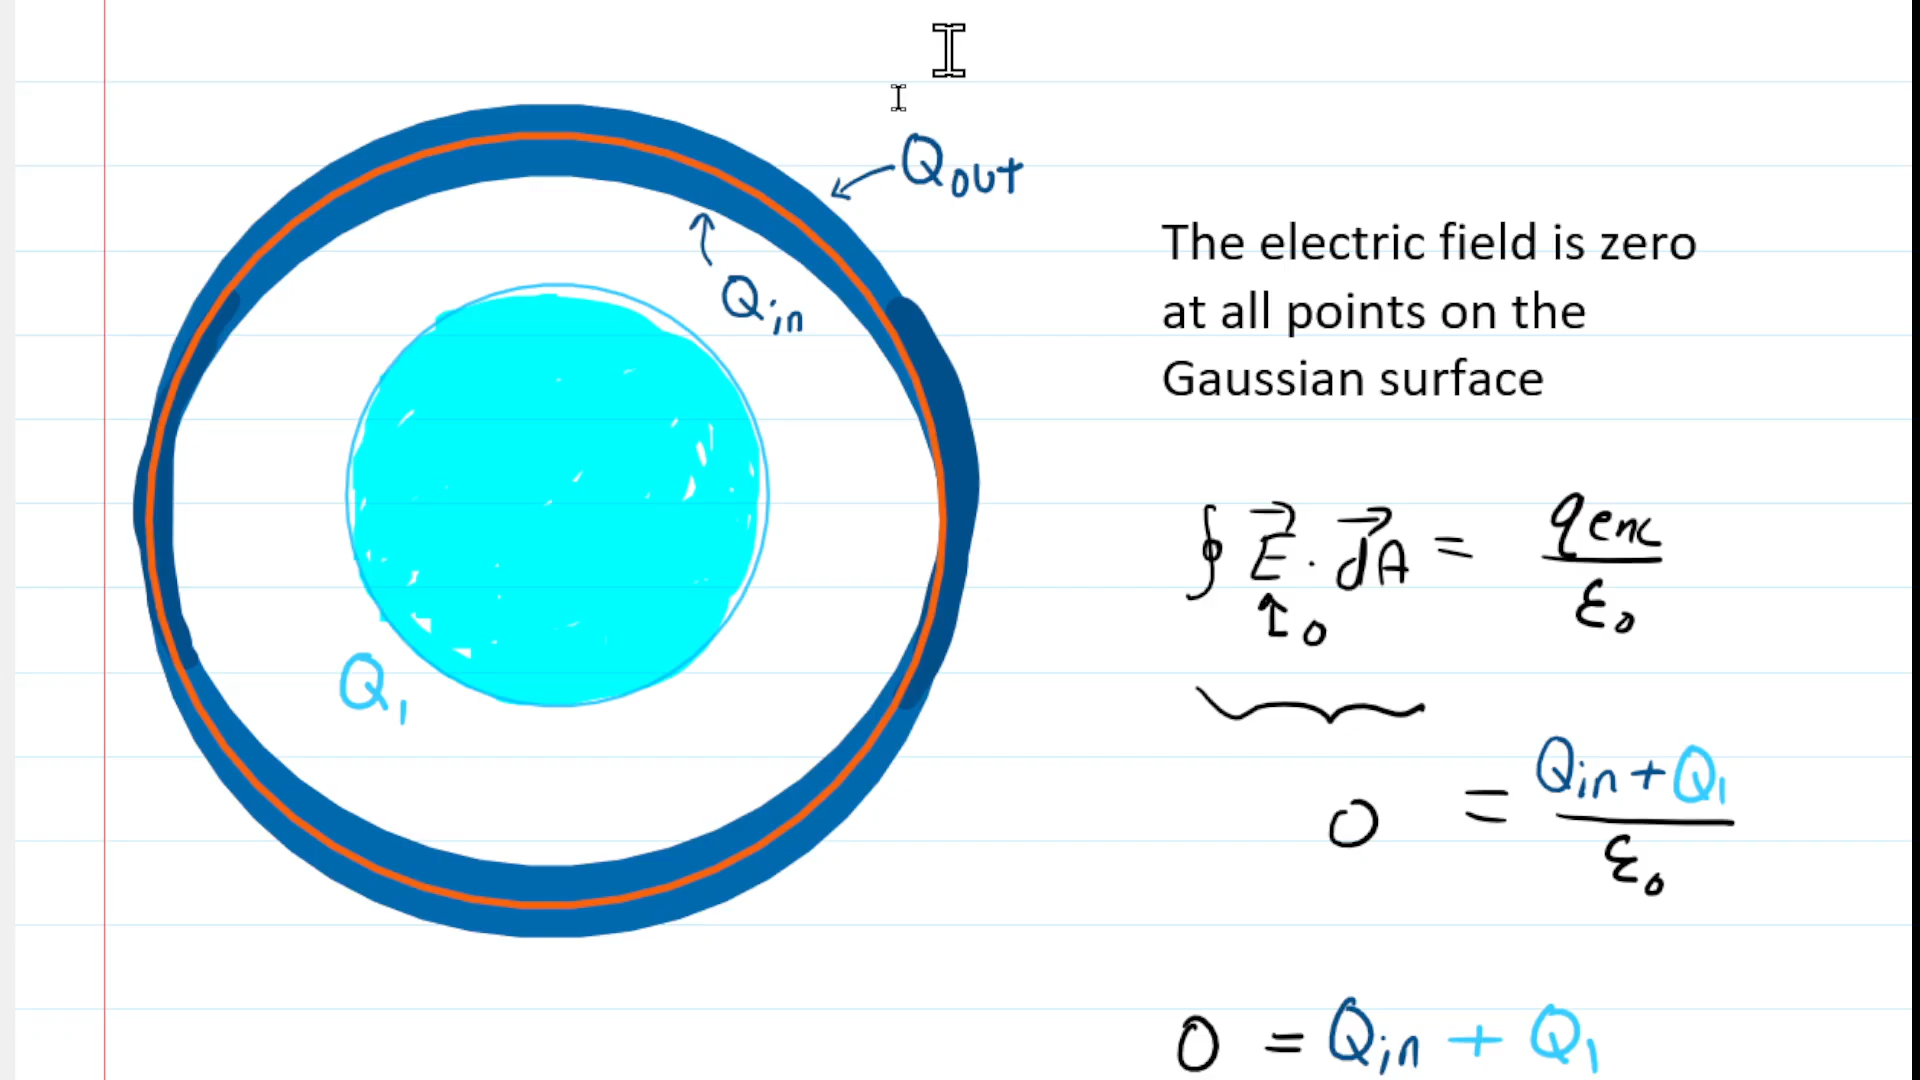 Qout
Qin
Q1
The electric field is zero
at all points on the
Gaussian surface
∮ E⃗ · dA⃗ = qenc / ε0
↑ 0
0 = Qin + Q1 / ε0
0 = Qin + Q1